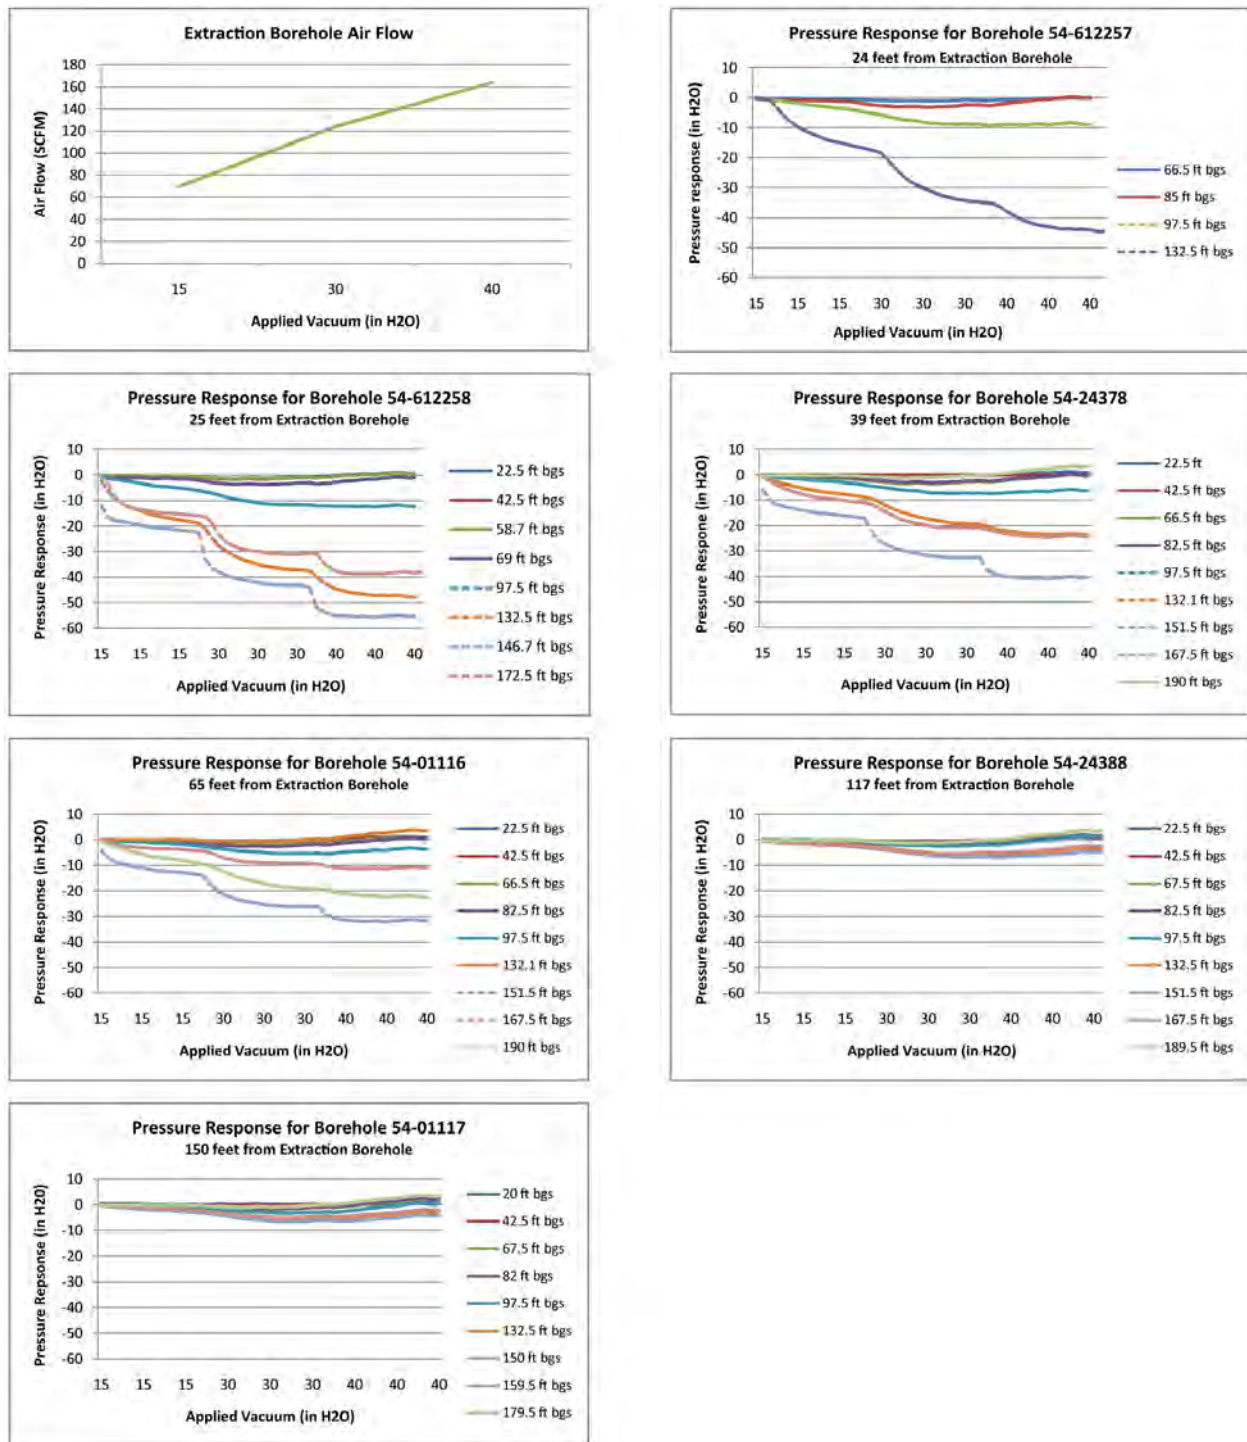 Extraction Borehole Air Flow
Air Flow (SCFM)
180
160
140
120
100
80
60
40
20
0
15 30 40
Applied Vacuum (in H2O)
Pressure Response for Borehole 54-612257
24 feet from Extraction Borehole
Pressure response (in H2O)
10
0
-10
-20
-30
-40
-50
-60
15 15 15 30 30 30 40 40 40
Applied Vacuum (in H2O)
66.5 ft bgs
85 ft bgs
97.5 ft bgs
132.5 ft bgs
Pressure Response for Borehole 54-612258
25 feet from Extraction Borehole
Pressure Response (in H2O)
10
0
-10
-20
-30
-40
-50
-60
15 15 15 30 30 30 40 40 40
Applied Vacuum (in H2O)
22.5 ft bgs
42.5 ft bgs
58.7 ft bgs
69 ft bgs
97.5 ft bgs
132.5 ft bgs
146.7 ft bgs
172.5 ft bgs
Pressure Response for Borehole 54-24378
39 feet from Extraction Borehole
Pressure Respone (in H2O)
10
0
-10
-20
-30
-40
-50
-60
15 15 15 30 30 30 40 40 40
Applied Vacuum (in H2O)
22.5 ft
42.5 ft bgs
66.5 ft bgs
82.5 ft bgs
97.5 ft bgs
132.1 ft bgs
151.5 ft bgs
167.5 ft bgs
190 ft bgs
Pressure Response for Borehole 54-01116
65 feet from Extraction Borehole
Pressure Response (in H2O)
10
0
-10
-20
-30
-40
-50
-60
15 15 15 30 30 30 40 40 40
Applied Vacuum (in H2O)
22.5 ft bgs
42.5 ft bgs
66.5 ft bgs
82.5 ft bgs
97.5 ft bgs
132.1 ft bgs
151.5 ft bgs
167.5 ft bgs
190 ft bgs
Pressure Response for Borehole 54-24388
117 feet from Extraction Borehole
Pressure Response (in H2O)
10
0
-10
-20
-30
-40
-50
-60
15 15 15 30 30 30 40 40 40
Applied Vacuum (in H2O)
22.5 ft bgs
42.5 ft bgs
67.5 ft bgs
82.5 ft bgs
97.5 ft bgs
132.5 ft bgs
151.5 ft bgs
167.5 ft bgs
189.5 ft bgs
Pressure Response for Borehole 54-01117
150 feet from Extraction Borehole
Pressure Repsonse (in H20)
10
0
-10
-20
-30
-40
-50
-60
15 15 15 30 30 30 40 40 40
Applied Vacuum (in H2O)
20 ft bgs
42.5 ft bgs
67.5 ft bgs
82 ft bgs
97.5 ft bgs
132.5 ft bgs
150 ft bgs
159.5 ft bgs
179.5 ft bgs